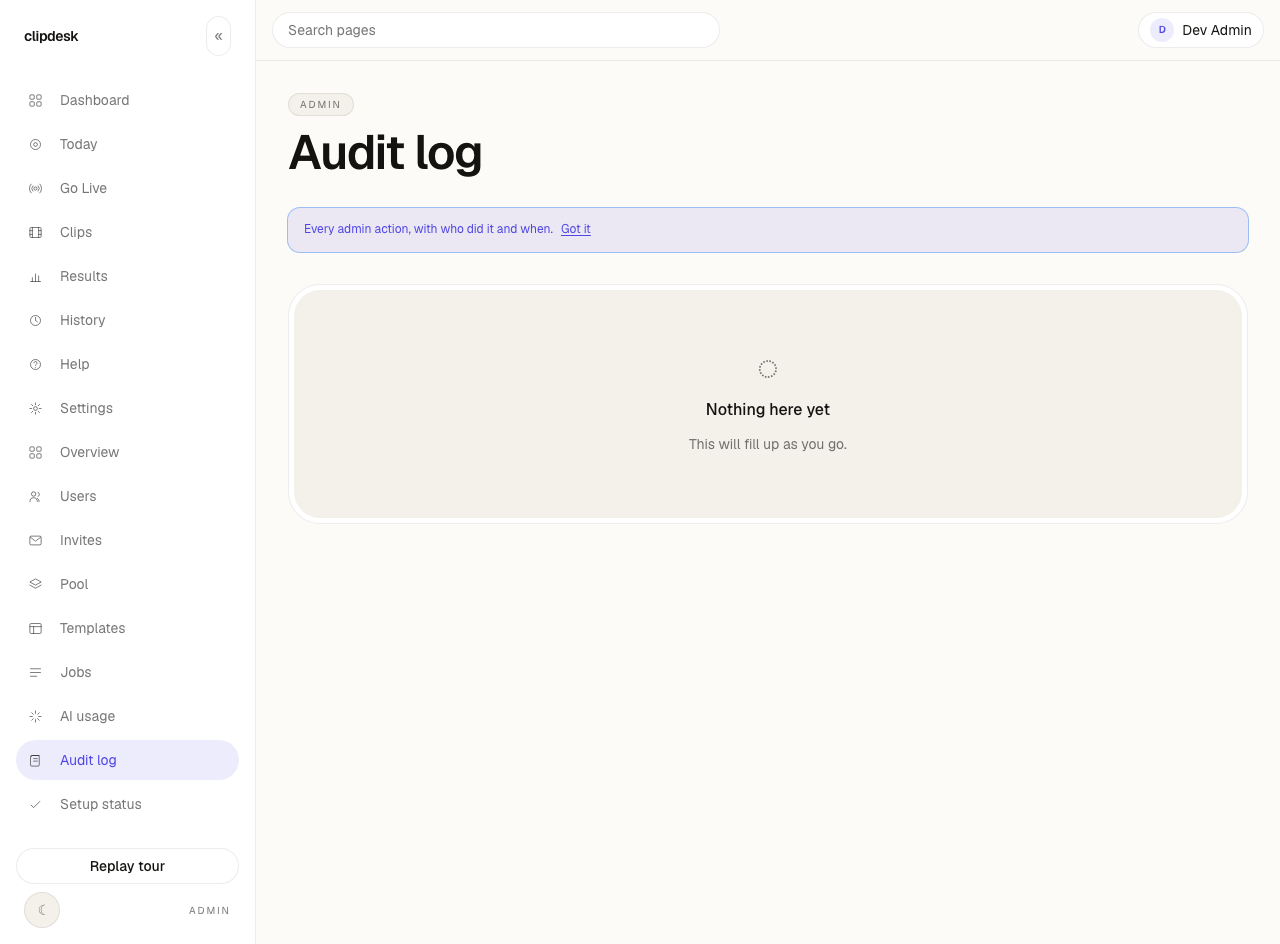 clipdesk
«
Search pages
D
Dev Admin
Dashboard
Today
Go Live
Clips
Results
History
Help
Settings
Overview
Users
Invites
Pool
Templates
Jobs
AI usage
Audit log
Setup status
Replay tour
ADMIN
ADMIN
Audit log
Every admin action, with who did it and when. Got it
Nothing here yet
This will fill up as you go.